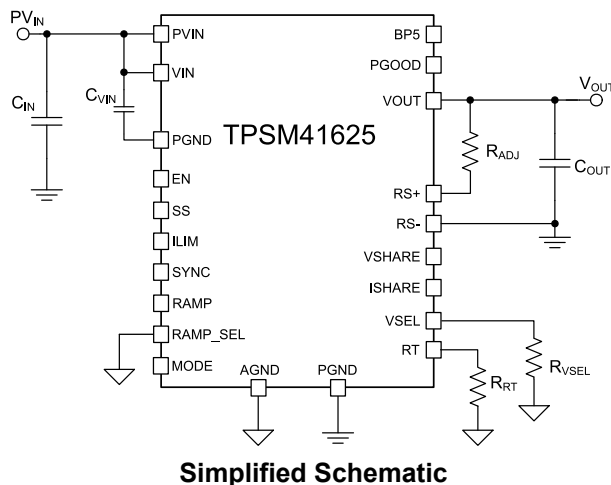 PVIN
PVIN
VIN
CIN
CVIN
PGND
EN
SS
ILIM
SYNC
RAMP
RAMP_SEL
MODE
TPSM41625
AGND
PGND
BP5
PGOOD
VOUT
VOUT
RADJ
COUT
RS+
RS-
VSHARE
ISHARE
VSEL
RT
RRT
RVSEL
Simplified Schematic